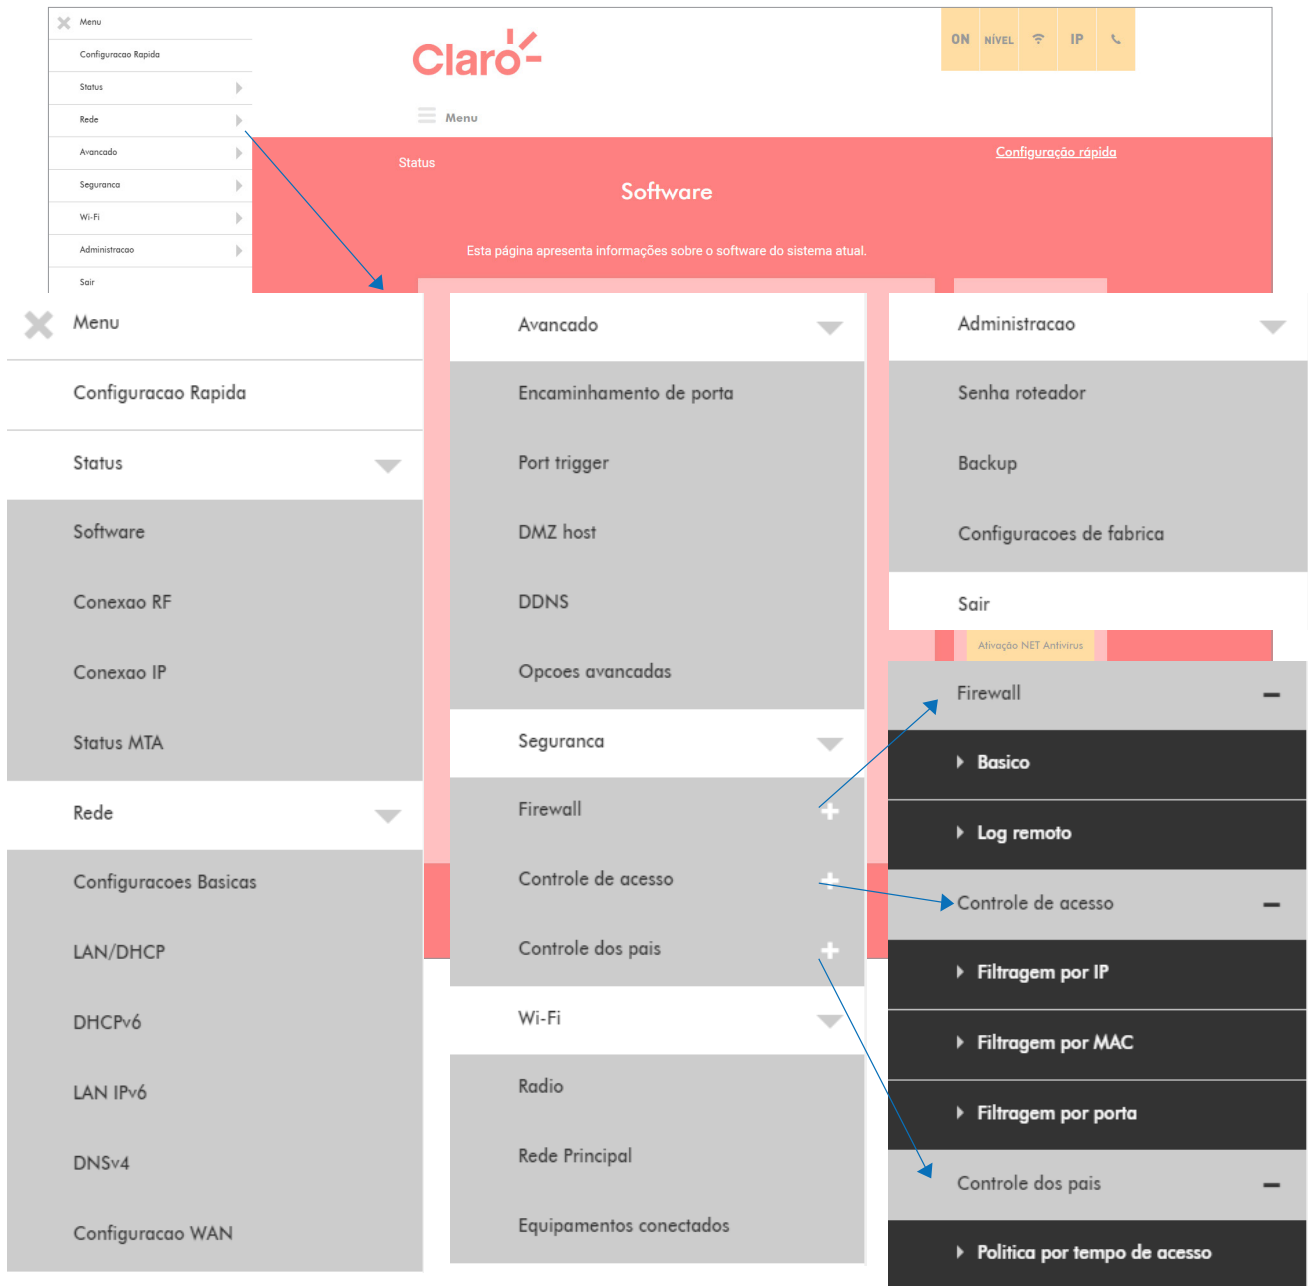 Menu
Configuracao Rapida
Status
Rede
Avancado
Seguranca
Wi-Fi
Administracao
Sair
Claro
ON NÍVEL IP
Menu
Status
Configuração rápida
Software
Esta página apresenta informações sobre o software do sistema atual.
Menu
Configuracao Rapida
Status
Software
Conexao RF
Conexao IP
Status MTA
Rede
Configuracoes Basicas
LAN/DHCP
DHCPv6
LAN IPv6
DNSv4
Configuracao WAN
Avancado
Encaminhamento de porta
Port trigger
DMZ host
DDNS
Opcoes avancadas
Seguranca
Firewall
Controle de acesso
Controle dos pais
Wi-Fi
Radio
Rede Principal
Equipamentos conectados
Administracao
Senha roteador
Backup
Configuracoes de fabrica
Sair
Ativação NET Antivirus
Firewall
Basico
Log remoto
Controle de acesso
Filtragem por IP
Filtragem por MAC
Filtragem por porta
Controle dos pais
Politica por tempo de acesso